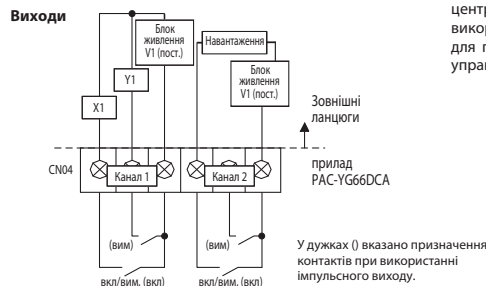 Виходи
Блок
живлення
V1 (пост.)
Навантаження
Y1
X1
Блок
живлення
V1 (пост.)
Зовнішні
ланцюги
CN04
Канал 1
Канал 2
прилад
PAC-YG66DCA
(вим)
(вим)
вкл/вим. (вкл)
вкл/вим. (вкл)
У дужках () вказано призначення
контактів при використанні
імпульсного виходу.
центр
викор
для п
управ